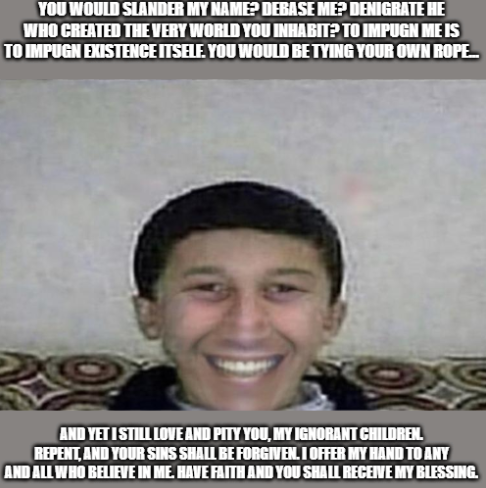 YOU WOULD SLANDER MY NAME? DEBASE ME? DENIGRATE HE
WHO CREATED THE VERY WORLD YOU INHABIT? TO IMPUGN ME IS
TO IMPUGN EXISTENCE ITSELF. YOU WOULD BE TYING YOUR OWN ROPE...
AND YET I STILL LOVE AND PITY YOU, MY IGNORANT CHILDREN.
REPENT, AND YOUR SINS SHALL BE FORGIVEN. I OFFER MY HAND TO ANY
AND ALL WHO BELIEVE IN ME. HAVE FAITH AND YOU SHALL RECEIVE MY BLESSING.